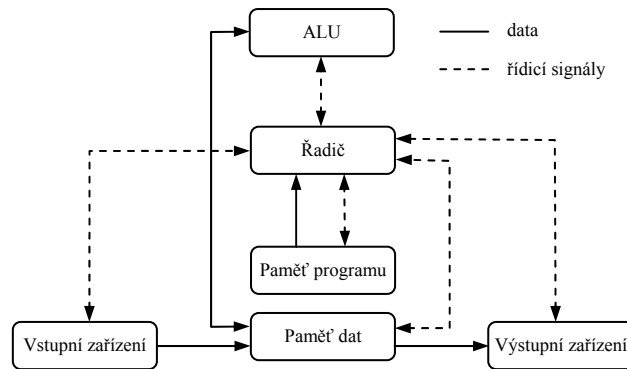 ALU
data
řídicí signály
Řadič
Paměť programu
Paměť dat
Vstupní zařízení
Výstupní zařízení